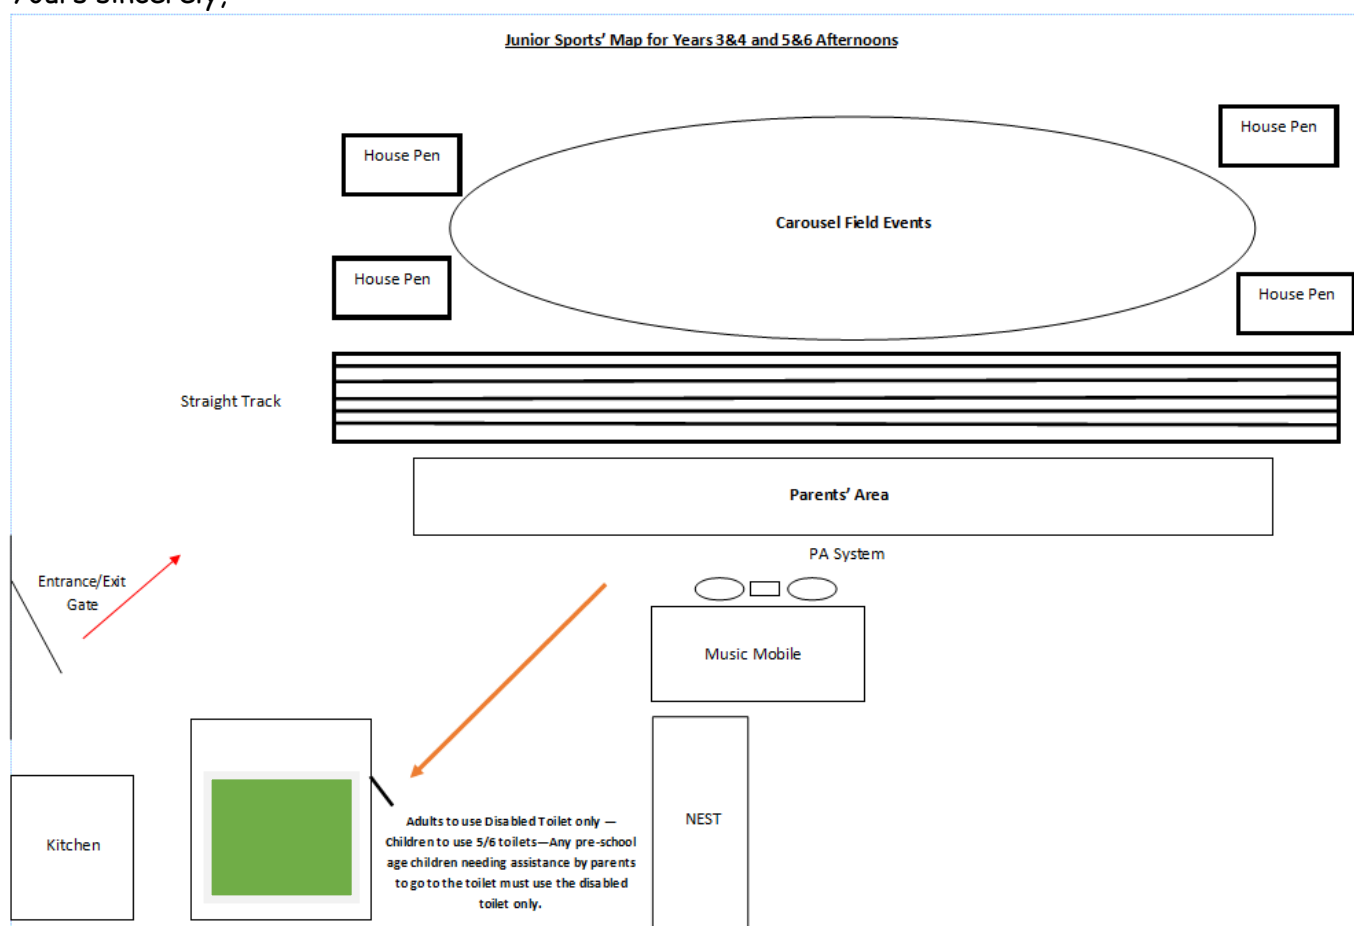 Yours sincerely,
Junior Sports’ Map for Years 3&4 and 5&6 Afternoons
House Pen
House Pen
Carousel Field Events
House Pen
House Pen
Straight Track
Parents’ Area
PA System
Entrance/Exit
Gate
Music Mobile
Kitchen
Adults to use Disabled Toilet only —
Children to use 5/6 toilets—Any pre-school
age children needing assistance by parents
to go to the toilet must use the disabled
toilet only.
NEST